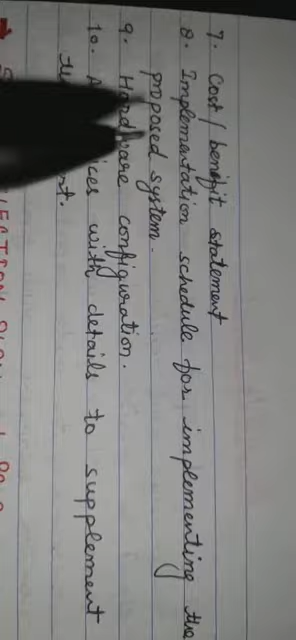 7. Cost/ benefit statement
8. Implementation schedule for implementing the
proposed system.
9. Hardware configuration.
10. with details to supplement